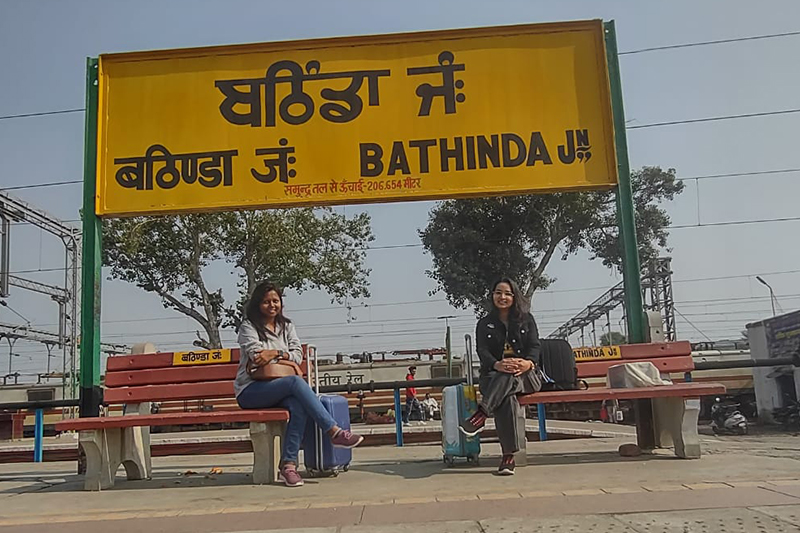 ਬਠਿੰਡਾ ਜੰ:
बठिण्डा जं: BATHINDA JN
समुन्द्र तल से ऊँचाई-206.654 मीटर
बठिण्डा जं:
BATHINDA JN
तीय रेल